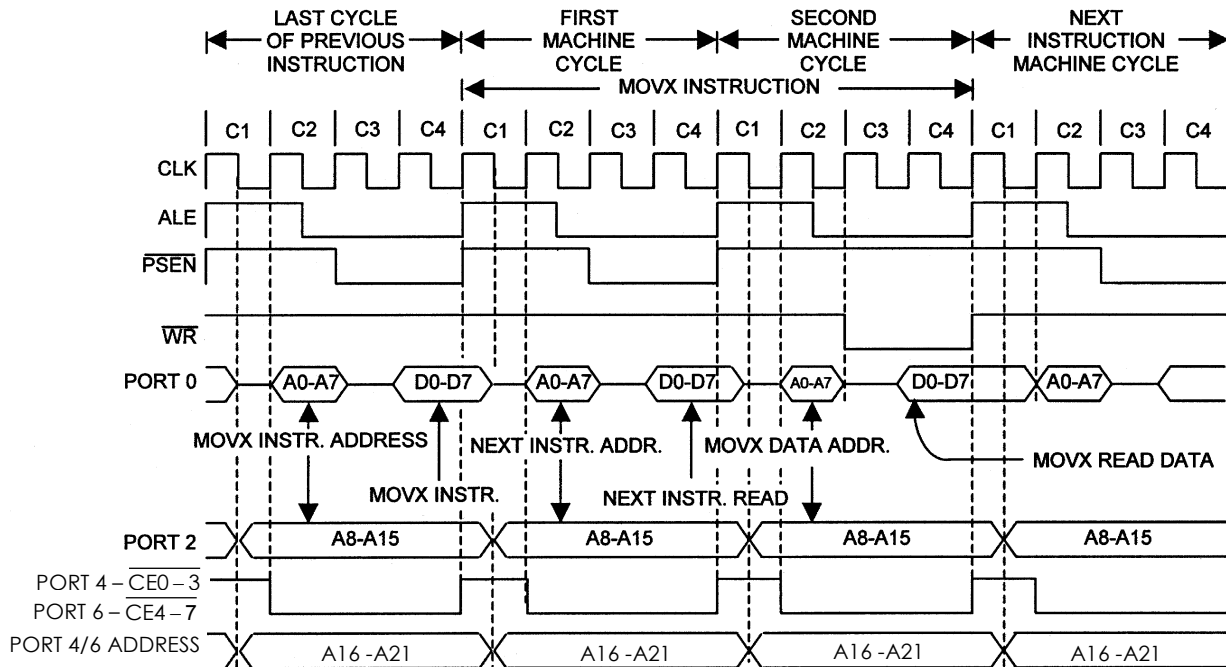 LAST CYCLE OF PREVIOUS INSTRUCTION
FIRST MACHINE CYCLE
SECOND MACHINE CYCLE
NEXT INSTRUCTION MACHINE CYCLE
MOVX INSTRUCTION
C1 C2 C3 C4 C1 C2 C3 C4 C1 C2 C3 C4 C1 C2 C3 C4
CLK
ALE
PSEN
WR
PORT 0 A0-A7 D0-D7 A0-A7 D0-D7 A0-A7 D0-D7 A0-A7
MOVX INSTR. ADDRESS NEXT INSTR. ADDR. MOVX DATA ADDR.
MOVX READ DATA
MOVX INSTR. NEXT INSTR. READ
PORT 2 A8-A15 A8-A15 A8-A15 A8-A15
PORT 4 – CE0 – 3
PORT 6 – CE4 – 7
PORT 4/6 ADDRESS A16 -A21 A16 -A21 A16 -A21 A16 -A21